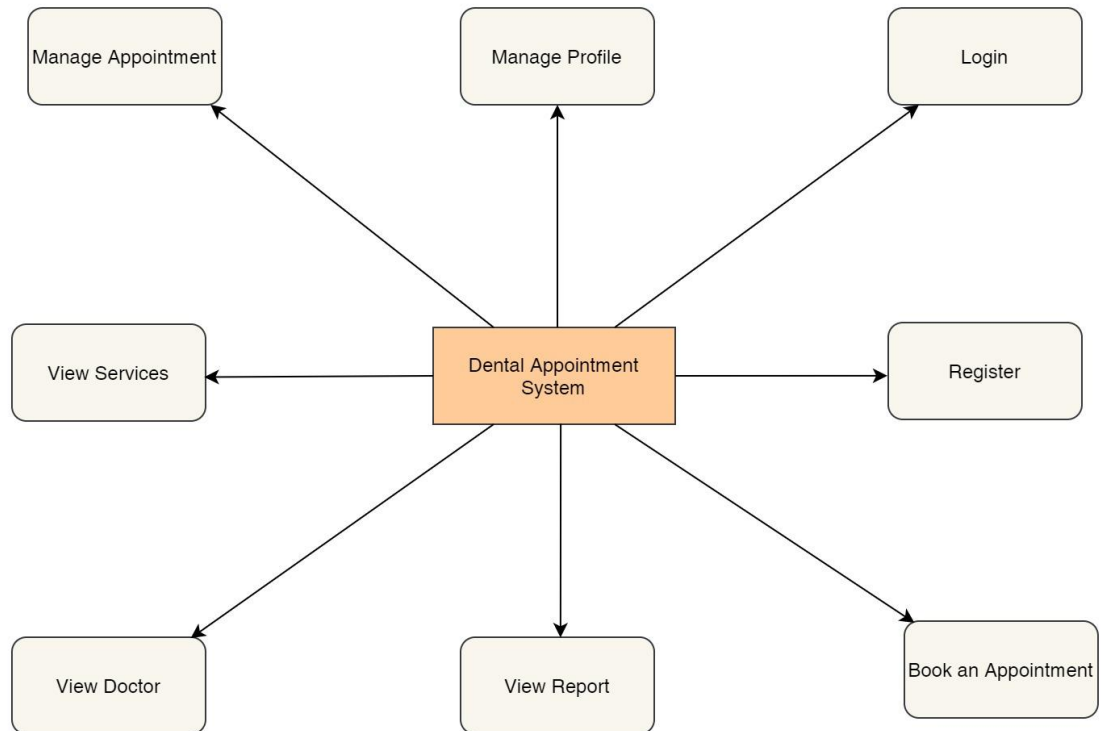 Manage Appointment
Manage Profile
Login
View Services
Dental Appointment
System
Register
View Doctor
View Report
Book an Appointment